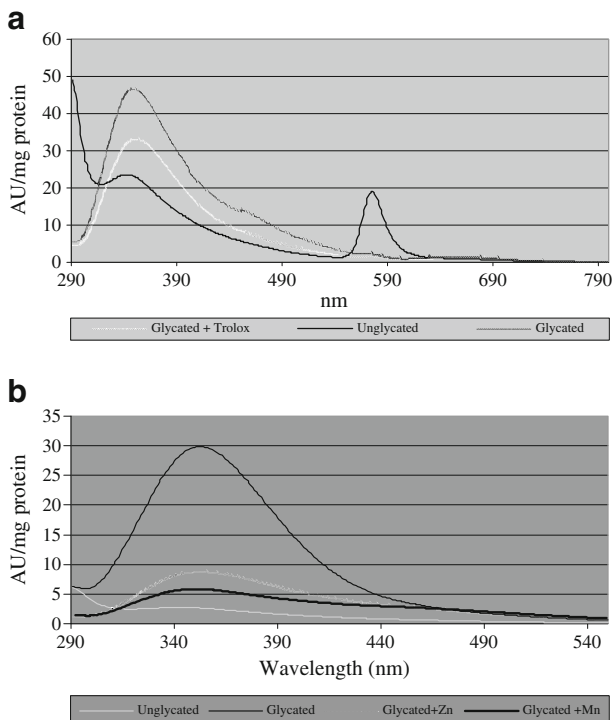 a
60
50
40
30
20
10
0
AU/mg protein
290 390 490 590 690 790
nm
Glycated + Trolox Unglycated Glycated
b
35
30
25
20
15
10
5
0
AU/mg protein
290 340 390 440 490 540
Wavelength (nm)
Unglycated Glycated Glycated+Zn Glycated +Mn